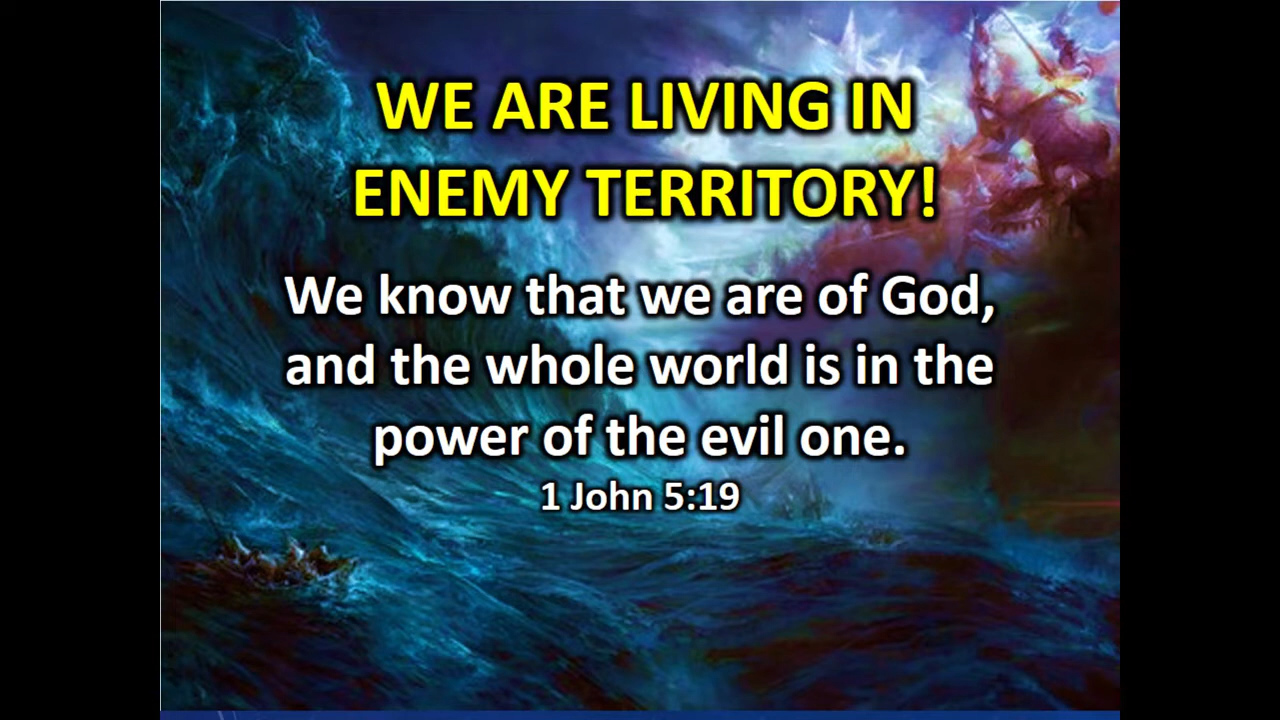 WE ARE LIVING IN
ENEMY TERRITORY!
We know that we are of God,
and the whole world is in the
power of the evil one.
1 John 5:19